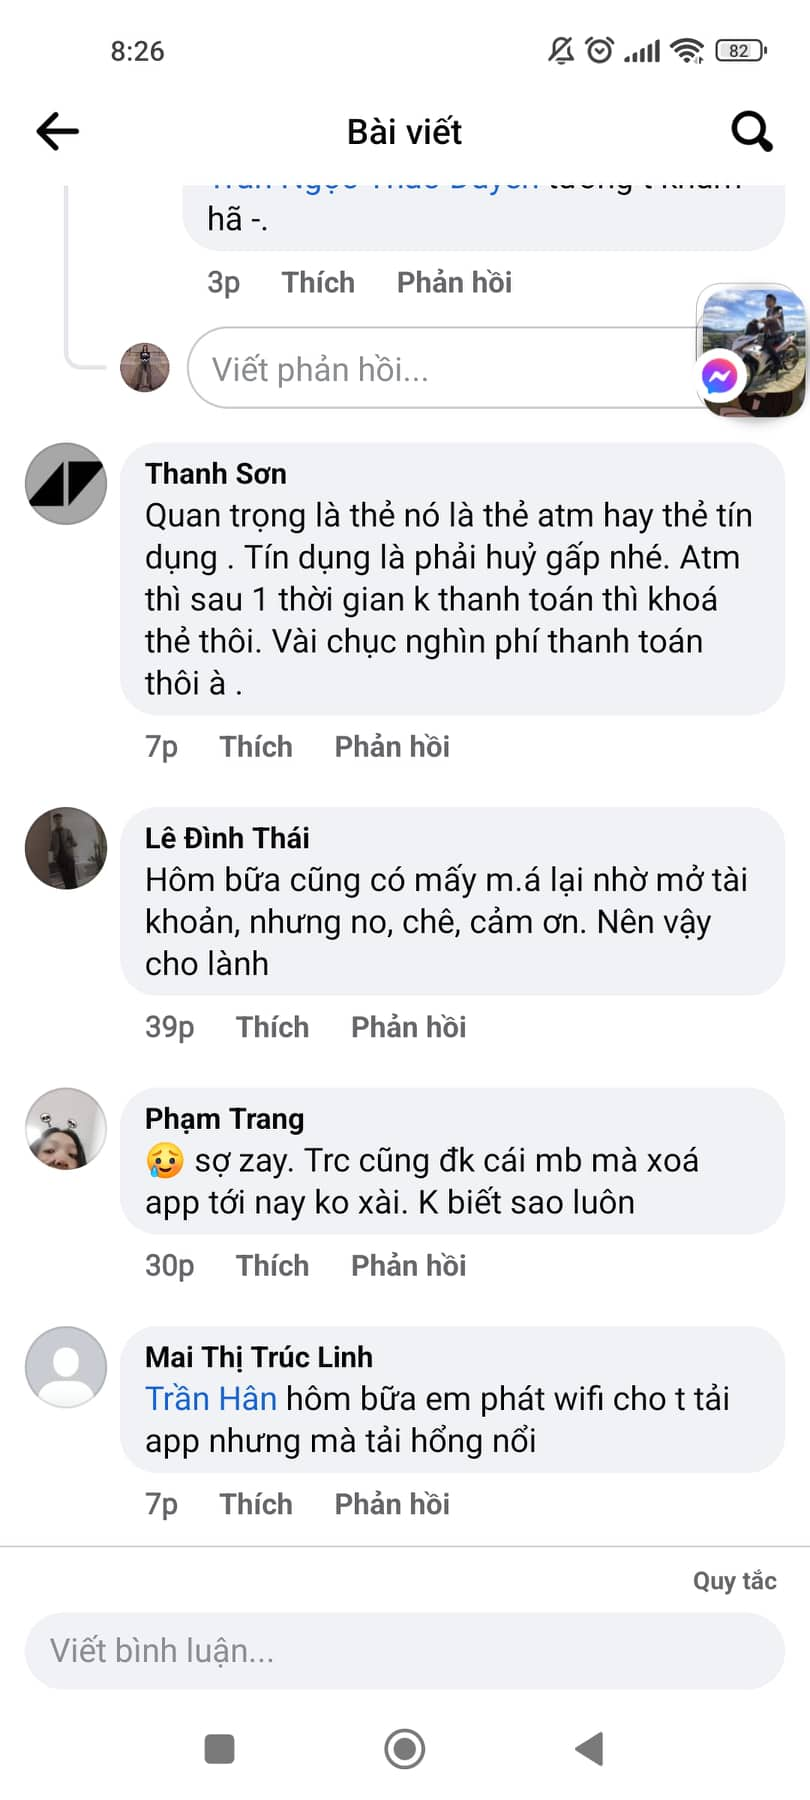 8:26
82
Bài viết
hã -.
3p Thích Phản hồi
Viết phản hồi...
Thanh Sơn
Quan trọng là thẻ nó là thẻ atm hay thẻ tín
dụng . Tín dụng là phải huỷ gấp nhé. Atm
thì sau 1 thời gian k thanh toán thì khoá
thẻ thôi. Vài chục nghìn phí thanh toán
thôi à .
7p Thích Phản hồi
Lê Đình Thái
Hôm bữa cũng có mấy m.á lại nhờ mở tài
khoản, nhưng no, chê, cảm ơn. Nên vậy
cho lành
39p Thích Phản hồi
Phạm Trang
😥 sợ zay. Trc cũng đk cái mb mà xoá
app tới nay ko xài. K biết sao luôn
30p Thích Phản hồi
Mai Thị Trúc Linh
Trần Hân hôm bữa em phát wifi cho t tải
app nhưng mà tải hổng nổi
7p Thích Phản hồi
Quy tắc
Viết bình luận...